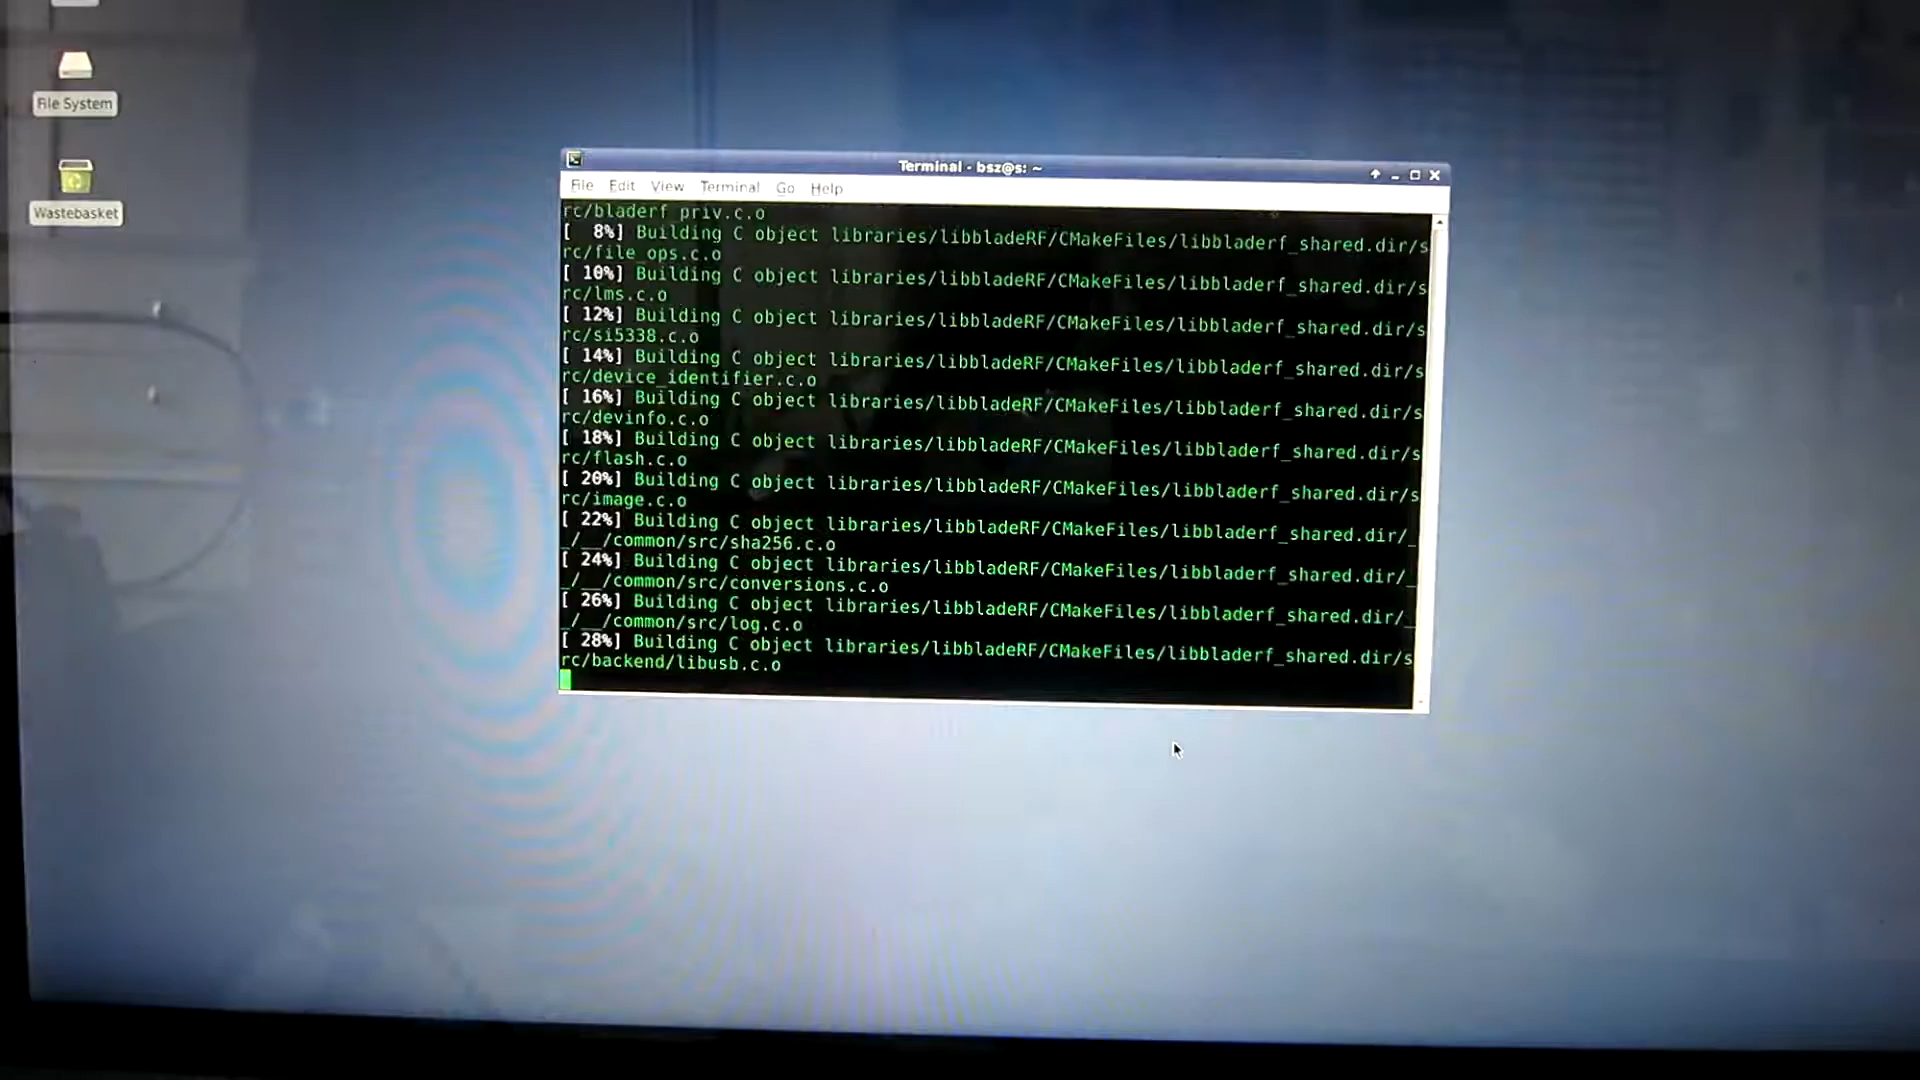 File System
Wastebasket
Terminal - bsz@s: ~
File Edit View Terminal Go Help
rc/bladerf_priv.c.o
[  8%] Building C object libraries/libbladeRF/CMakeFiles/libbladerf_shared.dir/s
rc/file_ops.c.o
[ 10%] Building C object libraries/libbladeRF/CMakeFiles/libbladerf_shared.dir/s
rc/lms.c.o
[ 12%] Building C object libraries/libbladeRF/CMakeFiles/libbladerf_shared.dir/s
rc/si5338.c.o
[ 14%] Building C object libraries/libbladeRF/CMakeFiles/libbladerf_shared.dir/s
rc/device_identifier.c.o
[ 16%] Building C object libraries/libbladeRF/CMakeFiles/libbladerf_shared.dir/s
rc/devinfo.c.o
[ 18%] Building C object libraries/libbladeRF/CMakeFiles/libbladerf_shared.dir/s
rc/flash.c.o
[ 20%] Building C object libraries/libbladeRF/CMakeFiles/libbladerf_shared.dir/s
rc/image.c.o
[ 22%] Building C object libraries/libbladeRF/CMakeFiles/libbladerf_shared.dir/_
_/__/common/src/sha256.c.o
[ 24%] Building C object libraries/libbladeRF/CMakeFiles/libbladerf_shared.dir/_
_/__/common/src/conversions.c.o
[ 26%] Building C object libraries/libbladeRF/CMakeFiles/libbladerf_shared.dir/_
_/__/common/src/log.c.o
[ 28%] Building C object libraries/libbladeRF/CMakeFiles/libbladerf_shared.dir/s
rc/backend/libusb.c.o